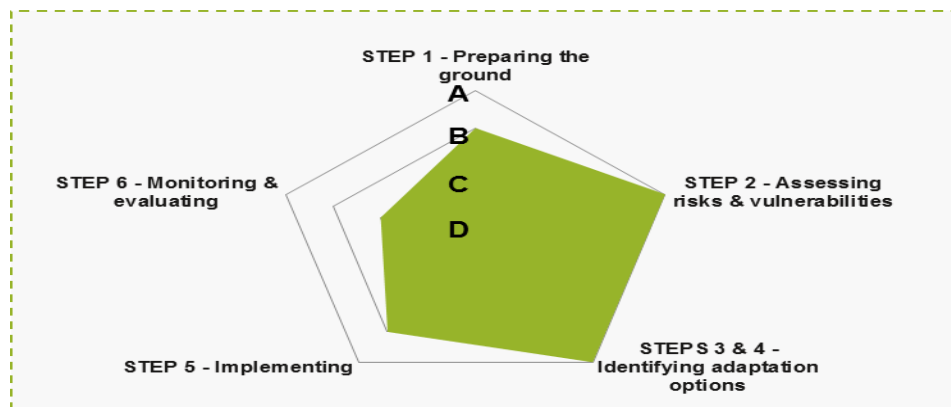 STEP 1 - Preparing the
ground
A
B
STEP 6 - Monitoring &
evaluating
C
STEP 2 - Assessing
risks & vulnerabilities
D
STEP 5 - Implementing
STEPS 3 & 4 -
Identifying adaptation
options